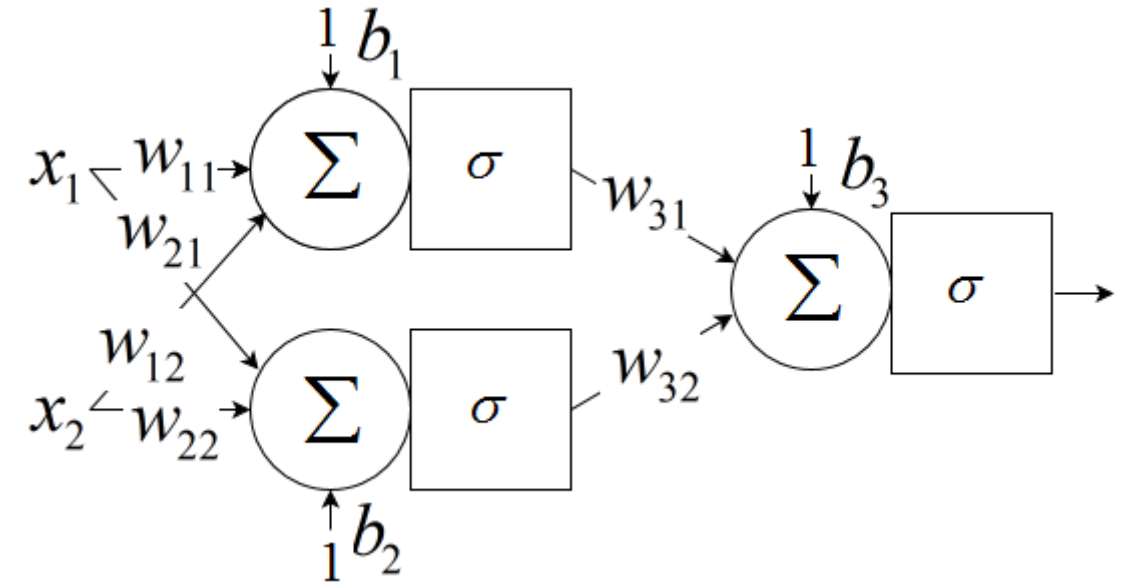 1 b₁
x₁ w₁₁ Σ σ
w₂₁
w₃₁
1 b₃
Σ σ
w₁₂
x₂ w₂₂ Σ σ
w₃₂
1 b₂